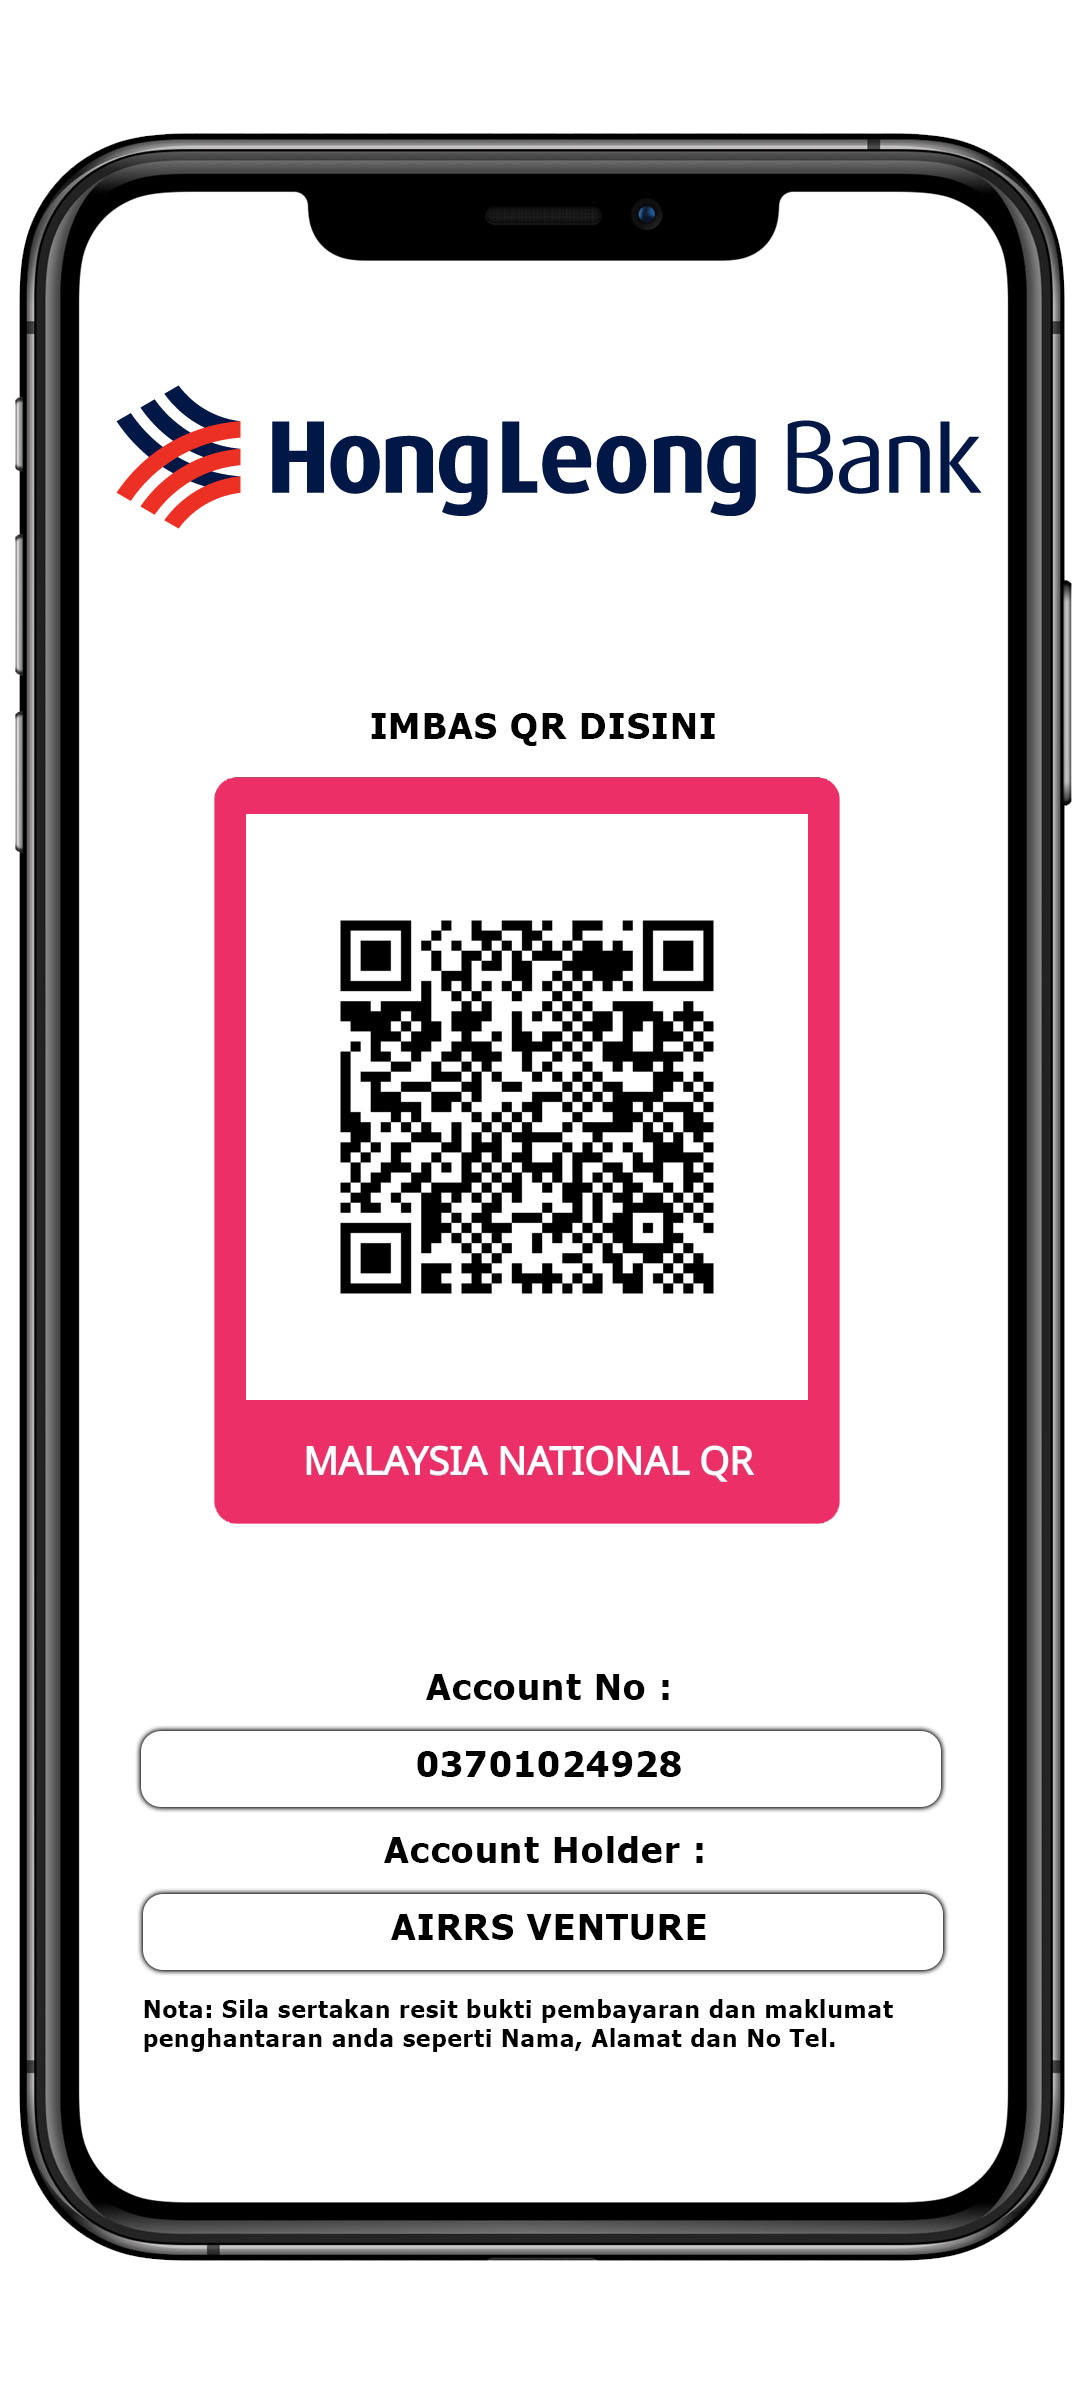 HongLeong Bank
IMBAS QR DISINI
MALAYSIA NATIONAL QR
Account No :
03701024928
Account Holder :
AIRRS VENTURE
Nota: Sila sertakan resit bukti pembayaran dan maklumat
penghantaran anda seperti Nama, Alamat dan No Tel.